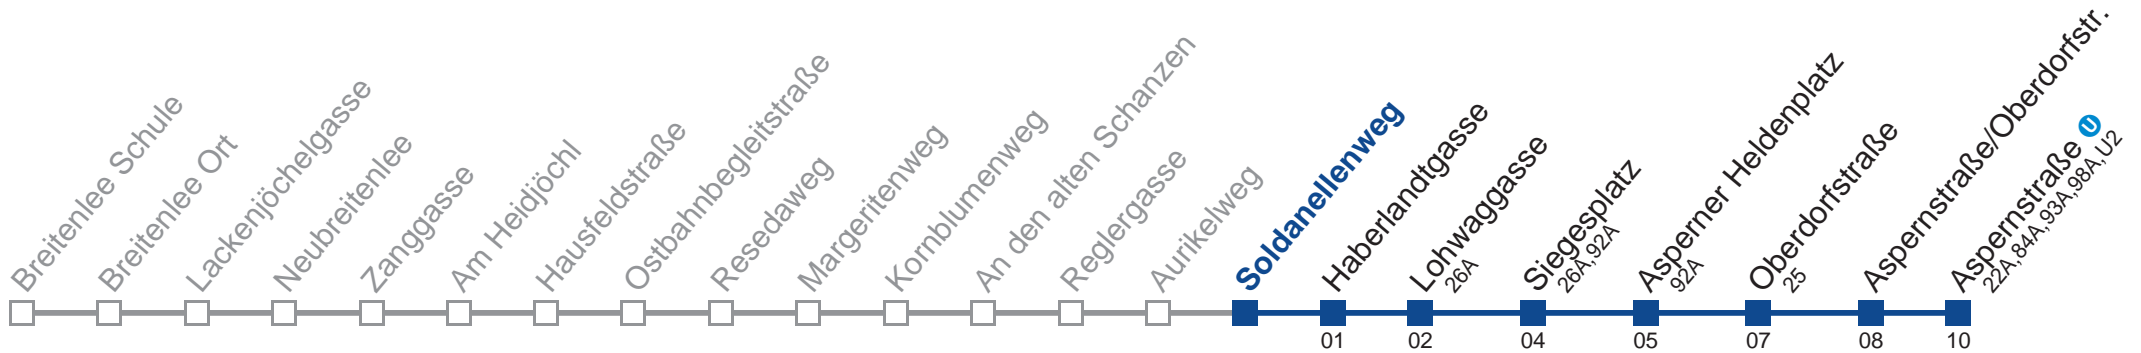 Breitenlee Schule
Breitenlee Ort
Lackenjöchelgasse
Neubreitenlee
Zanggasse
Am Heidjöchl
Hausfeldstraße
Ostbahnbegleitstraße
Resedaweg
Margeritenweg
Kornblumenweg
An den alten Schanzen
Reglergasse
Aurikelweg
Soldanellenweg
Haberlandtgasse
01
Lohwaggasse
26A
02
Siegesplatz
26A,92A
04
Asperner Heldenplatz
92A
05
Oberdorfstraße
25
07
Aspernstraße/Oberdorfstr.
08
Aspernstraße U
22A,84A,93A,98A,U2
10